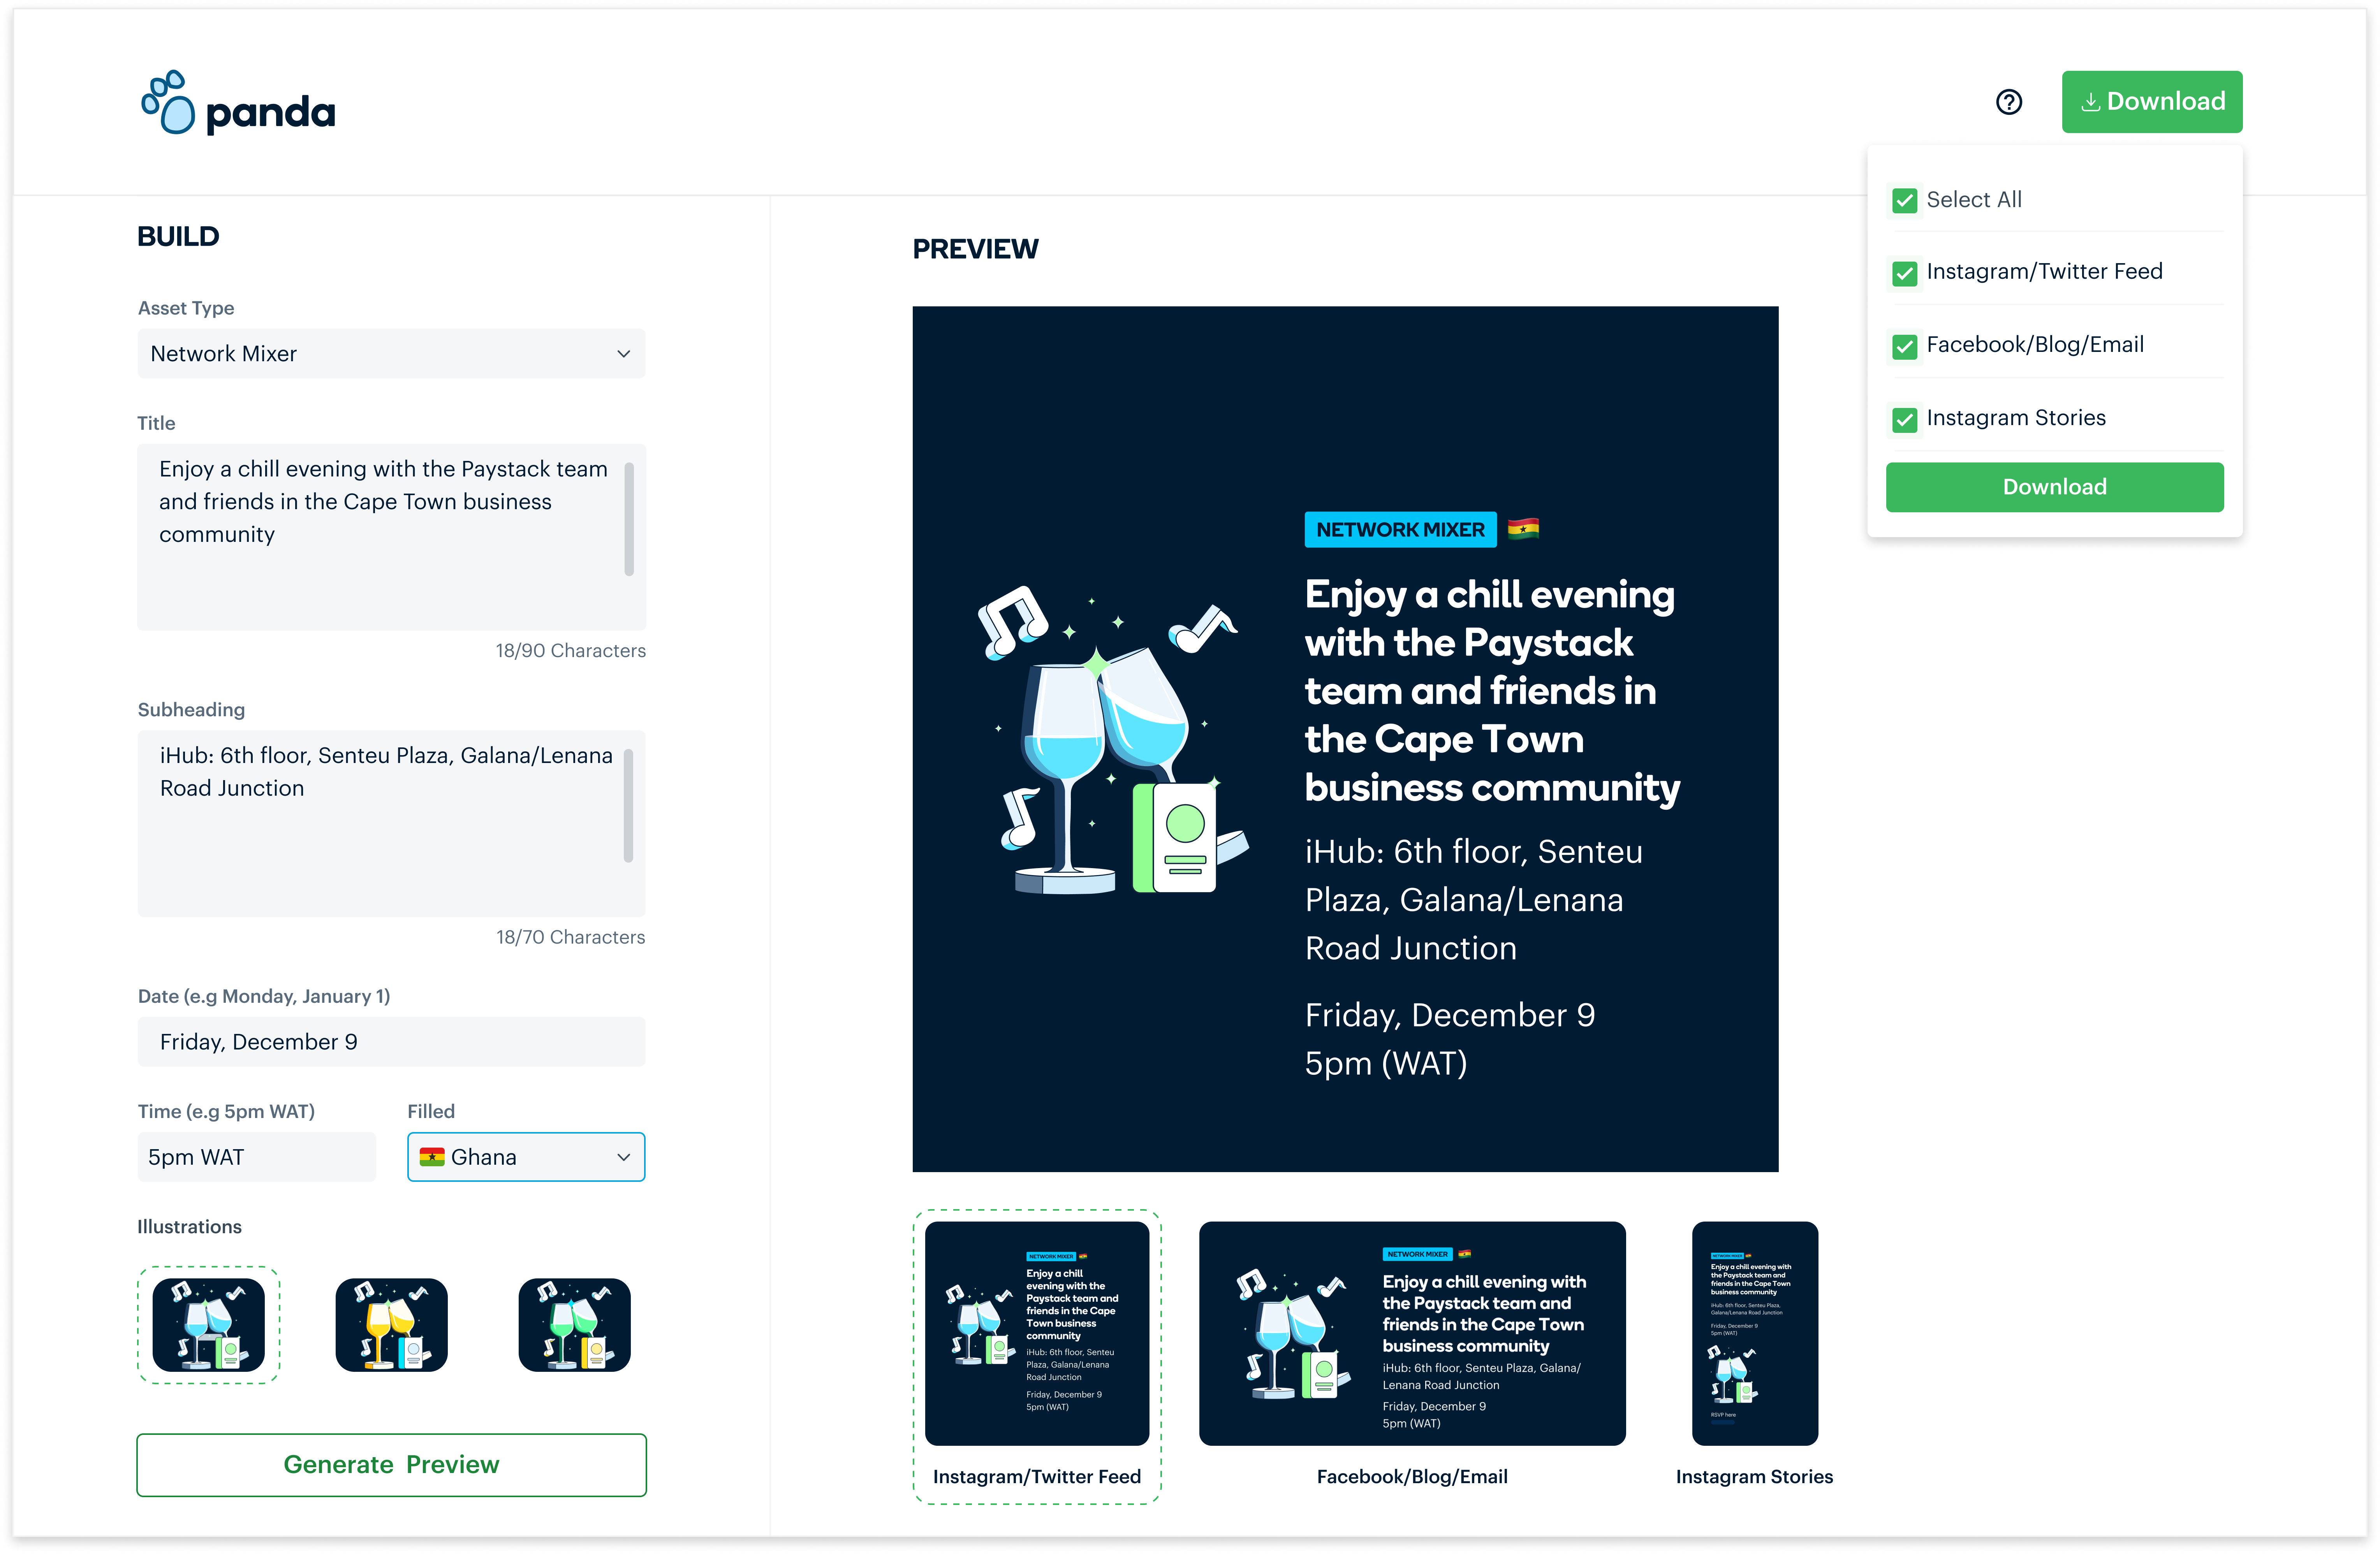 panda
Download
Select All
Instagram/Twitter Feed
Facebook/Blog/Email
Instagram Stories
Download
BUILD
Asset Type
Network Mixer
Title
Enjoy a chill evening with the Paystack team
and friends in the Cape Town business
community
18/90 Characters
Subheading
iHub: 6th floor, Senteu Plaza, Galana/Lenana
Road Junction
18/70 Characters
Date (e.g Monday, January 1)
Friday, December 9
Time (e.g 5pm WAT)
Filled
5pm WAT
Ghana
Illustrations
Generate Preview
PREVIEW
NETWORK MIXER
Enjoy a chill evening
with the Paystack
team and friends in
the Cape Town
business community
iHub: 6th floor, Senteu
Plaza, Galana/Lenana
Road Junction
Friday, December 9
5pm (WAT)
NETWORK MIXER
Enjoy a chill
evening with the
Paystack team and
friends in the Cape
Town business
community
iHub: 6th floor, Senteu
Plaza, Galana/Lenana
Road Junction
Friday, December 9
5pm (WAT)
Instagram/Twitter Feed
NETWORK MIXER
Enjoy a chill evening with
the Paystack team and
friends in the Cape Town
business community
iHub: 6th floor, Senteu Plaza, Galana/
Lenana Road Junction
Friday, December 9
5pm (WAT)
Facebook/Blog/Email
NETWORK MIXER
Enjoy a chill evening with
the Paystack team and
friends in the Cape Town
business community
iHub: 6th floor, Senteu Plaza,
Galana/Lenana Road Junction
Friday, December 9
5pm (WAT)
RSVP here
Instagram Stories